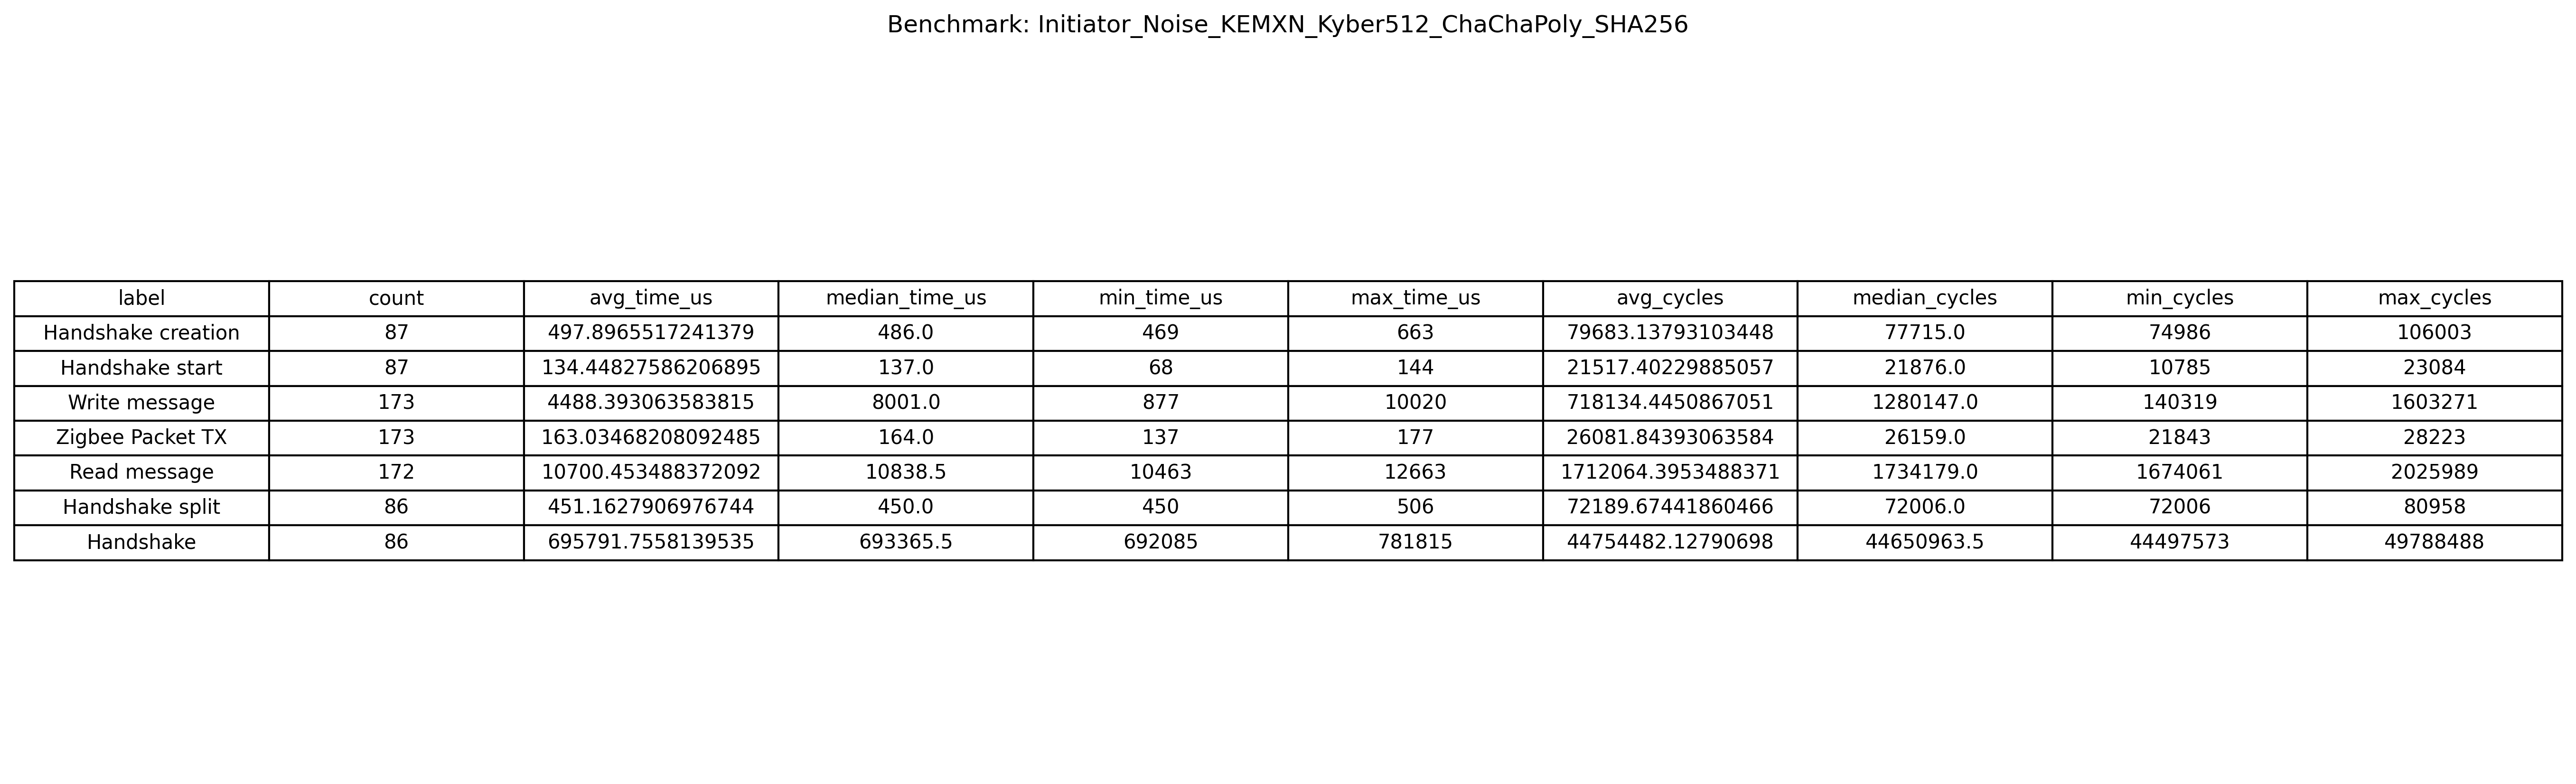 Benchmark: Initiator_Noise_KEMXN_Kyber512_ChaChaPoly_SHA256
label count avg_time_us median_time_us min_time_us max_time_us avg_cycles median_cycles min_cycles max_cycles
Handshake creation 87 497.8965517241379 486.0 469 663 79683.13793103448 77715.0 74986 106003
Handshake start 87 134.44827586206895 137.0 68 144 21517.40229885057 21876.0 10785 23084
Write message 173 4488.393063583815 8001.0 877 10020 718134.4450867051 1280147.0 140319 1603271
Zigbee Packet TX 173 163.03468208092485 164.0 137 177 26081.84393063584 26159.0 21843 28223
Read message 172 10700.453488372092 10838.5 10463 12663 1712064.3953488371 1734179.0 1674061 2025989
Handshake split 86 451.1627906976744 450.0 450 506 72189.67441860466 72006.0 72006 80958
Handshake 86 695791.7558139535 693365.5 692085 781815 44754482.12790698 44650963.5 44497573 49788488